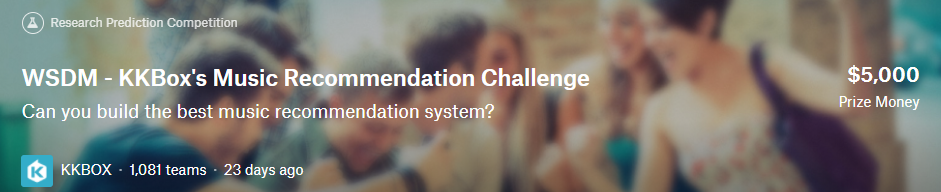 Research Prediction Competition
WSDM - KKBox's Music Recommendation Challenge
$5,000
Can you build the best music recommendation system?
Prize Money
KKBOX · 1,081 teams · 23 days ago